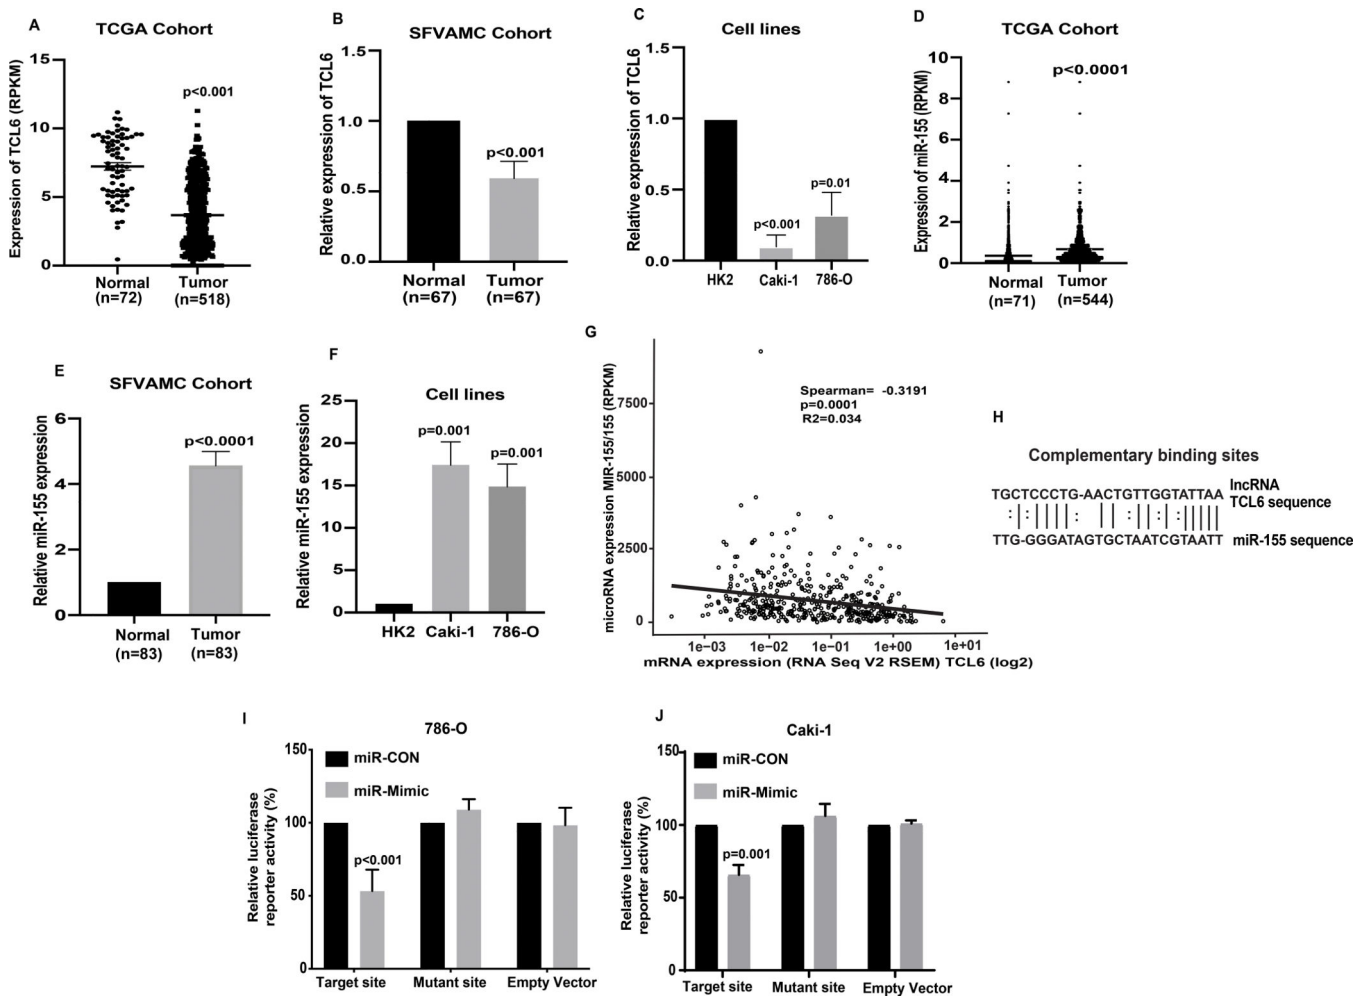 A
TCGA Cohort
Expression of TCL6 (RPKM)
15
10
5
0
p<0.001
Normal
(n=72)
Tumor
(n=518)
B
SFVAMC Cohort
Relative expression of TCL6
1.5
1.0
0.5
0.0
p<0.001
Normal
(n=67)
Tumor
(n=67)
C
Cell lines
Relative expression of TCL6
1.5
1.0
0.5
0.0
p<0.001
p=0.01
HK2
Caki-1
786-O
D
TCGA Cohort
Expression of miR-155 (RPKM)
10
8
6
4
2
0
p<0.0001
Normal
(n=71)
Tumor
(n=544)
E
SFVAMC Cohort
Relative miR-155 expression
6
4
2
0
p<0.0001
Normal
(n=83)
Tumor
(n=83)
F
Cell lines
Relative miR-155 expression
25
20
15
10
5
0
p=0.001
p=0.001
HK2
Caki-1
786-O
G
microRNA expression MIR-155/155 (RPKM)
7500
5000
2500
0
Spearman= -0.3191
p=0.0001
R2=0.034
1e-03
1e-02
1e-01
1e+00
1e+01
mRNA expression (RNA Seq V2 RSEM) TCL6 (log2)
H
Complementary binding sites
TGCTCCCTG-AACTGTTGGTATTAA
lncRNA
TCL6 sequence
TTG-GGGATAGTGCTAATCGTAATT
miR-155 sequence
I
786-O
Relative luciferase
reporter activity (%)
150
100
50
0
miR-CON
miR-Mimic
p<0.001
Target site
Mutant site
Empty Vector
J
Caki-1
Relative luciferase
reporter activity (%)
150
100
50
0
miR-CON
miR-Mimic
p=0.001
Target site
Mutant site
Empty Vector